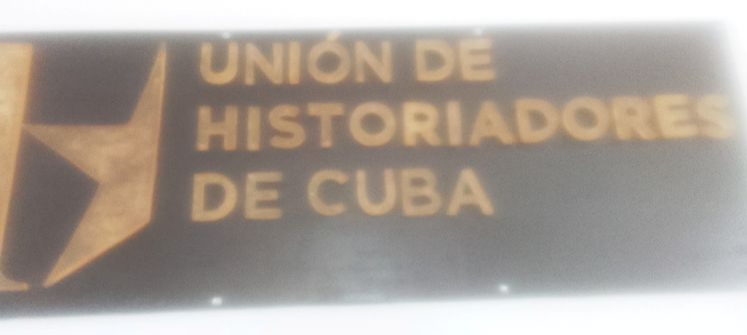 UNIÓN DE
HISTORIADORES
DE CUBA